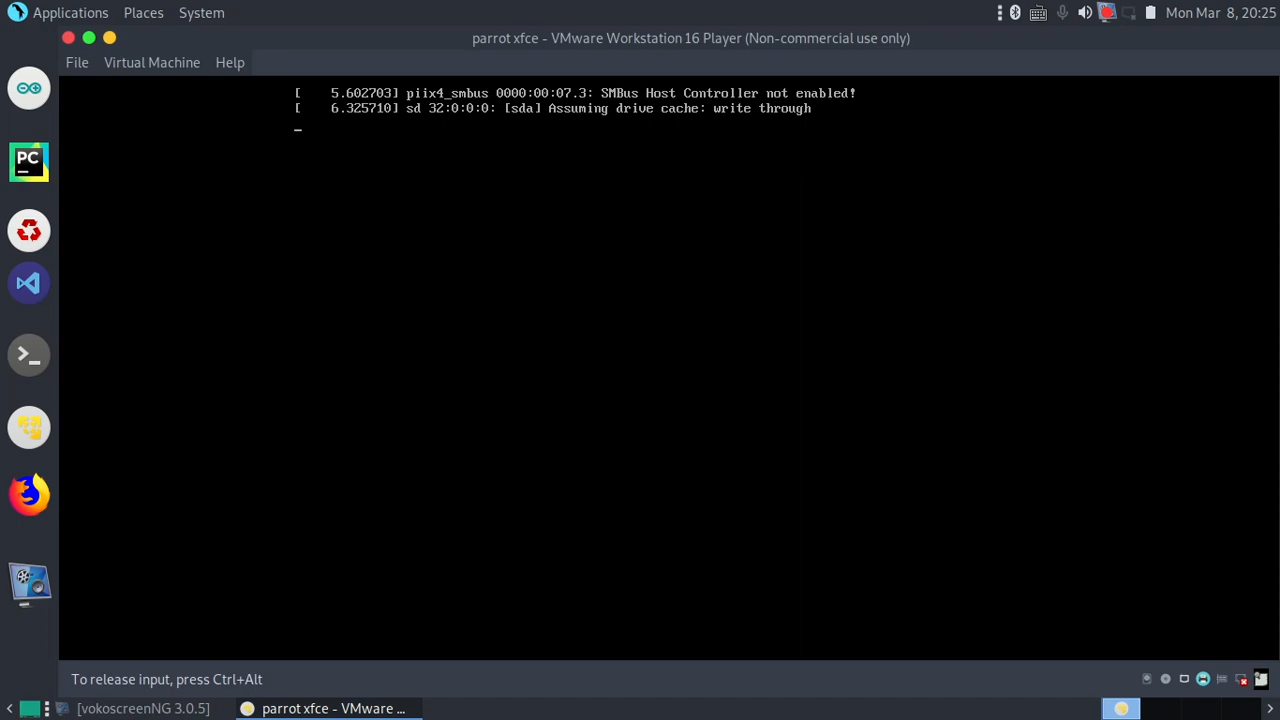 Applications Places System
Mon Mar 8, 20:25
parrot xfce - VMware Workstation 16 Player (Non-commercial use only)
File Virtual Machine Help
[    5.602703] piix4_smbus 0000:00:07.3: SMBus Host Controller not enabled!
[    6.325710] sd 32:0:0:0: [sda] Assuming drive cache: write through
PC
To release input, press Ctrl+Alt
[vokoscreenNG 3.0.5]
parrot xfce - VMware ...